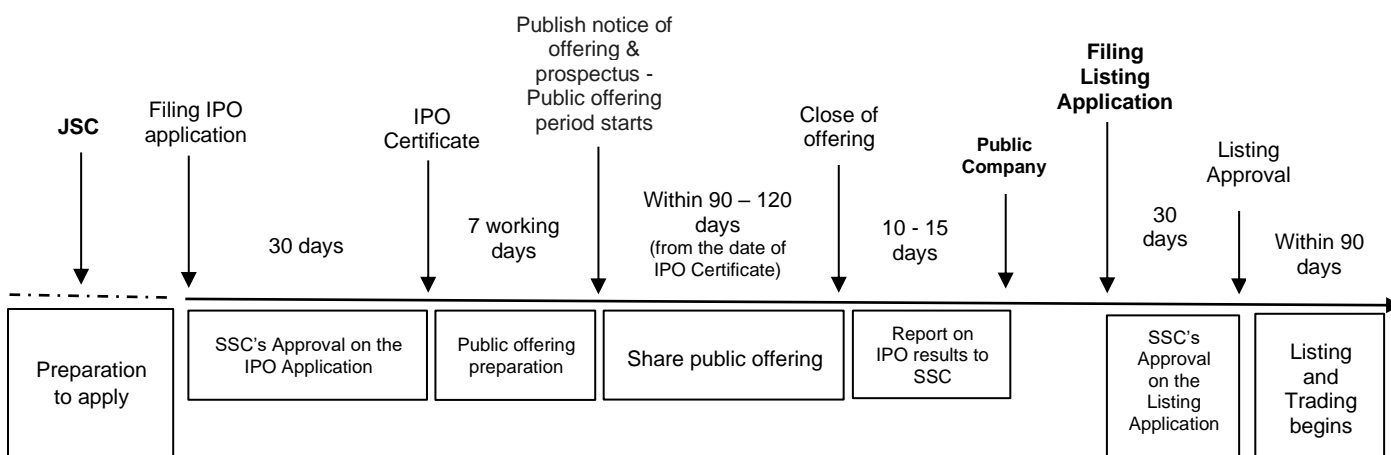 JSC
Filing IPO
application
IPO
Certificate
Publish notice of
offering &
prospectus -
Public offering
period starts
Close of
offering
Public
Company
Filing
Listing
Application
Listing
Approval
30 days
7 working
days
Within 90 – 120
days
(from the date of
IPO Certificate)
10 - 15
days
30
days
Within 90
days
Preparation
to apply
SSC's Approval on the
IPO Application
Public offering
preparation
Share public offering
Report on
IPO results to
SSC
SSC's
Approval
on the
Listing
Application
Listing
and
Trading
begins